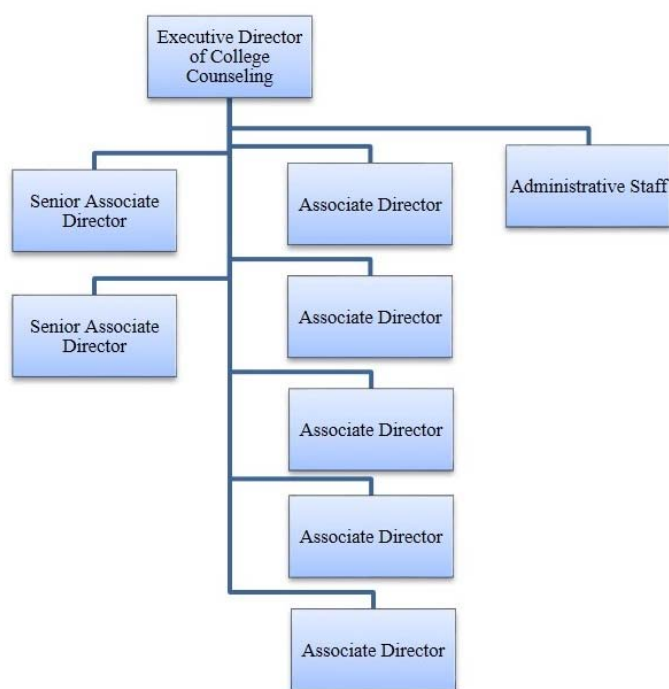 Executive Director
of College
Counseling
Senior Associate
Director
Associate Director
Administrative Staff
Senior Associate
Director
Associate Director
Associate Director
Associate Director
Associate Director